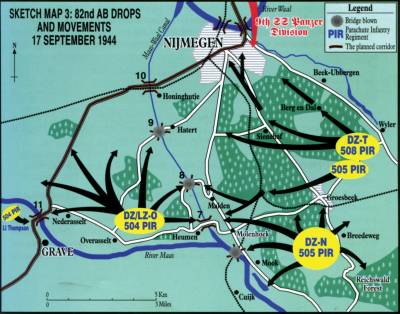 SKETCH MAP 3: 82nd AB DROPS
AND MOVEMENTS
17 SEPTEMBER 1944
River Waal
9th SS Panzer
Division
Legend
Bridge blown
PIR Parachute Infantry
Regiment
The planned corridor
Maas-Waal Canal
NIJMEGEN
Beek-Ubbergen
10
Honinghutie
Berg en Dal
Wyler
9
Hatert
Sionshof
DZ-T
508 PIR
505 PIR
8
Malden
Groesbeek
11
504 PIR
Lt Thompson
Nederasselt
DZ/LZ-O
504 PIR
7
Overasselt
Heumen
Molenhoek
DZ-N
505 PIR
Bredeweg
GRAVE
River Maas
Mook
Reichswald
Forest
Cuijk
0
5 Km
3 Miles